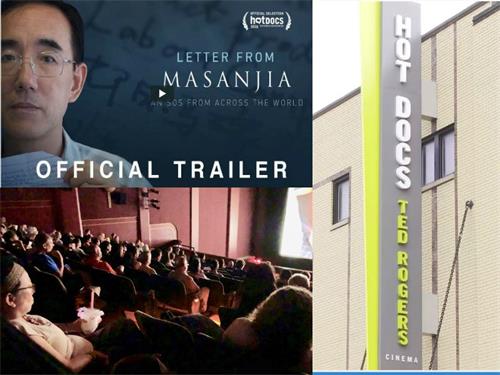 OFFICIAL SELECTION
hotDOCS
LETTER FROM
MASANJIA
AN SOS FROM ACROSS THE WORLD
OFFICIAL TRAILER
HOT DOCS
TED ROGERS
CINEMA